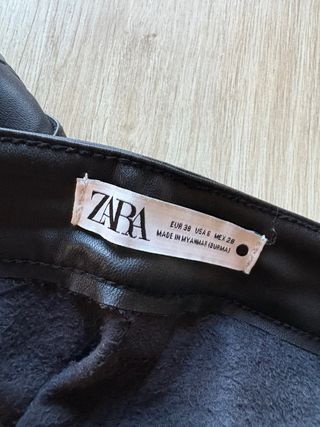 ZARA
EUR 38 USA 6 MEX 28
MADE IN MYANMAR (BURMA)